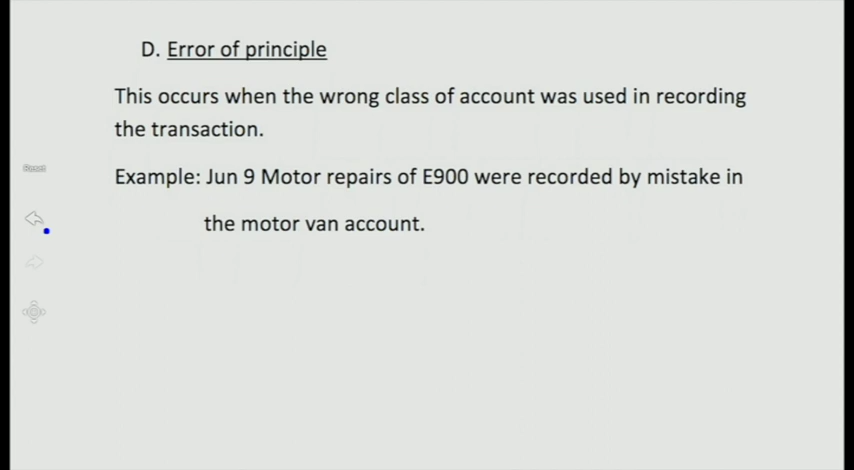 D. Error of principle
This occurs when the wrong class of account was used in recording
the transaction.
Reset
Example: Jun 9 Motor repairs of E900 were recorded by mistake in
the motor van account.